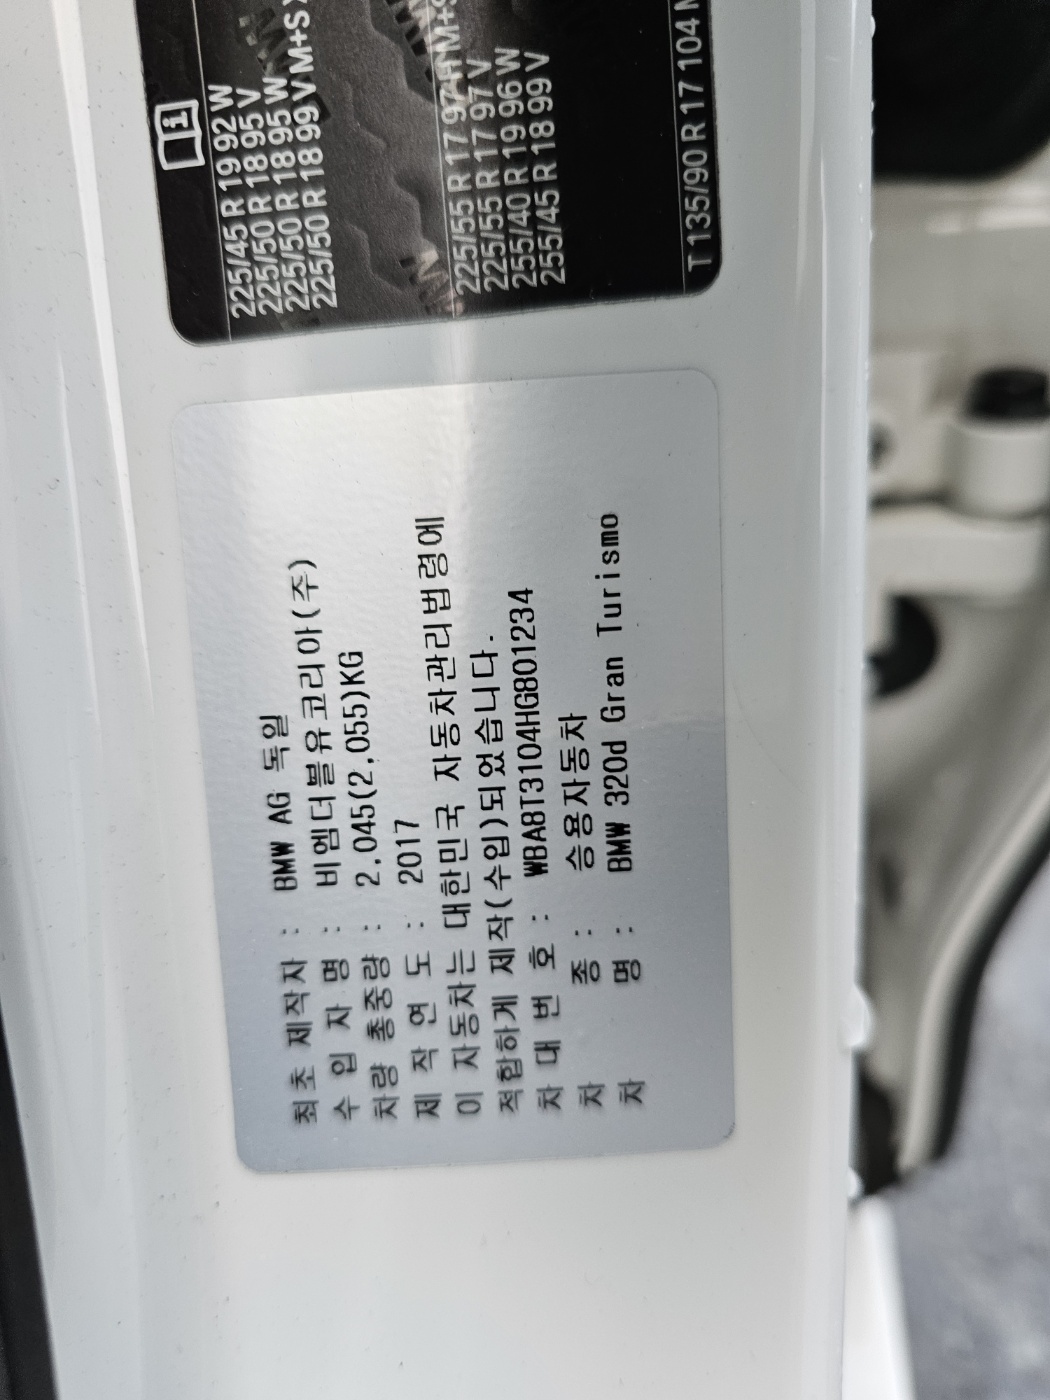 225/45 R 19 92 W
225/50 R 18 95 V
225/50 R 18 95 W
225/50 R 18 99 V M+S
225/55 R 17 97 H M+S
225/55 R 17 97 V
255/40 R 19 96 W
255/45 R 18 99 V
T 135/90 R 17 104 M
최초 제작자 : BMW AG 독일
수 입 자 명 : 비엠더블유코리아(주)
차량 총중량 : 2,045(2,055)KG
제 작 연 도 : 2017
이 자동차는 대한민국 자동차관리법령에
적합하게 제작(수입)되었습니다.
차 대 번 호 : WBA8T3104HG801234
차 종 : 승용자동차
차 명 : BMW 320d Gran Turismo